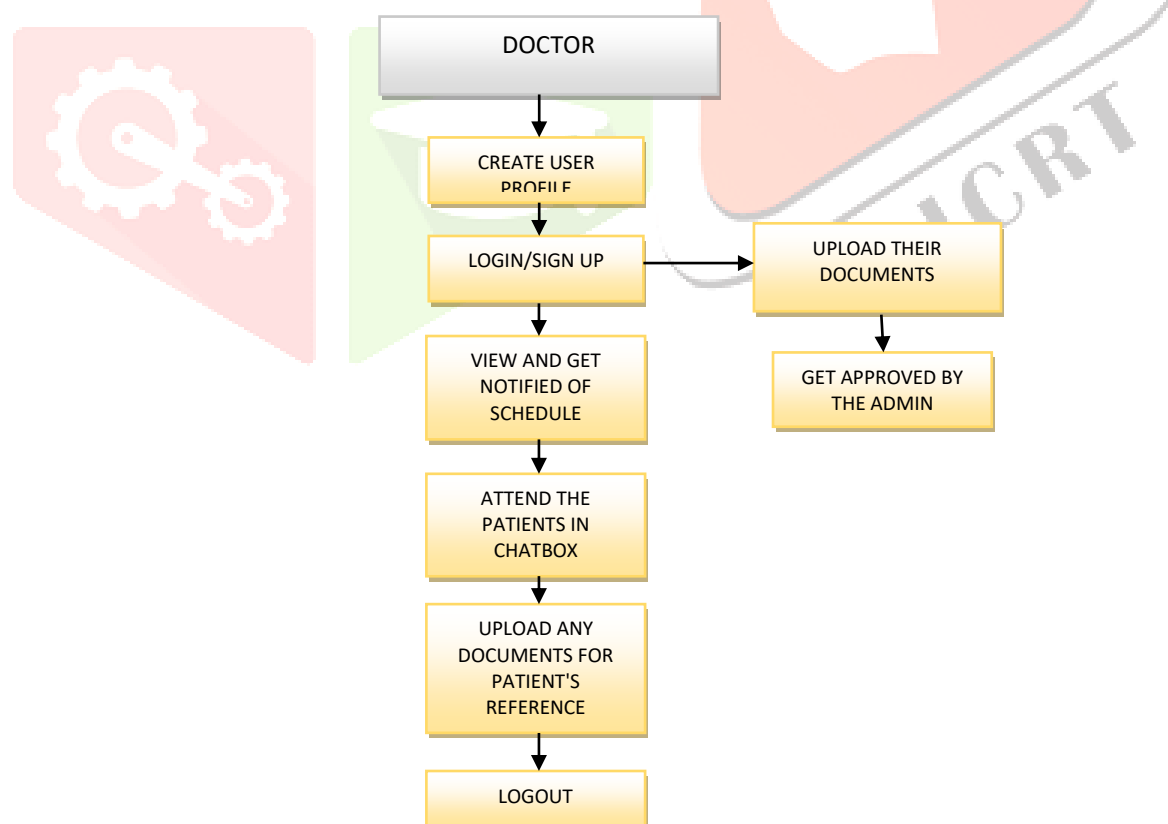 DOCTOR
CREATE USER
PROFILE
LOGIN/SIGN UP
UPLOAD THEIR
DOCUMENTS
VIEW AND GET
NOTIFIED OF
SCHEDULE
GET APPROVED BY
THE ADMIN
ATTEND THE
PATIENTS IN
CHATBOX
UPLOAD ANY
DOCUMENTS FOR
PATIENT'S
REFERENCE
LOGOUT